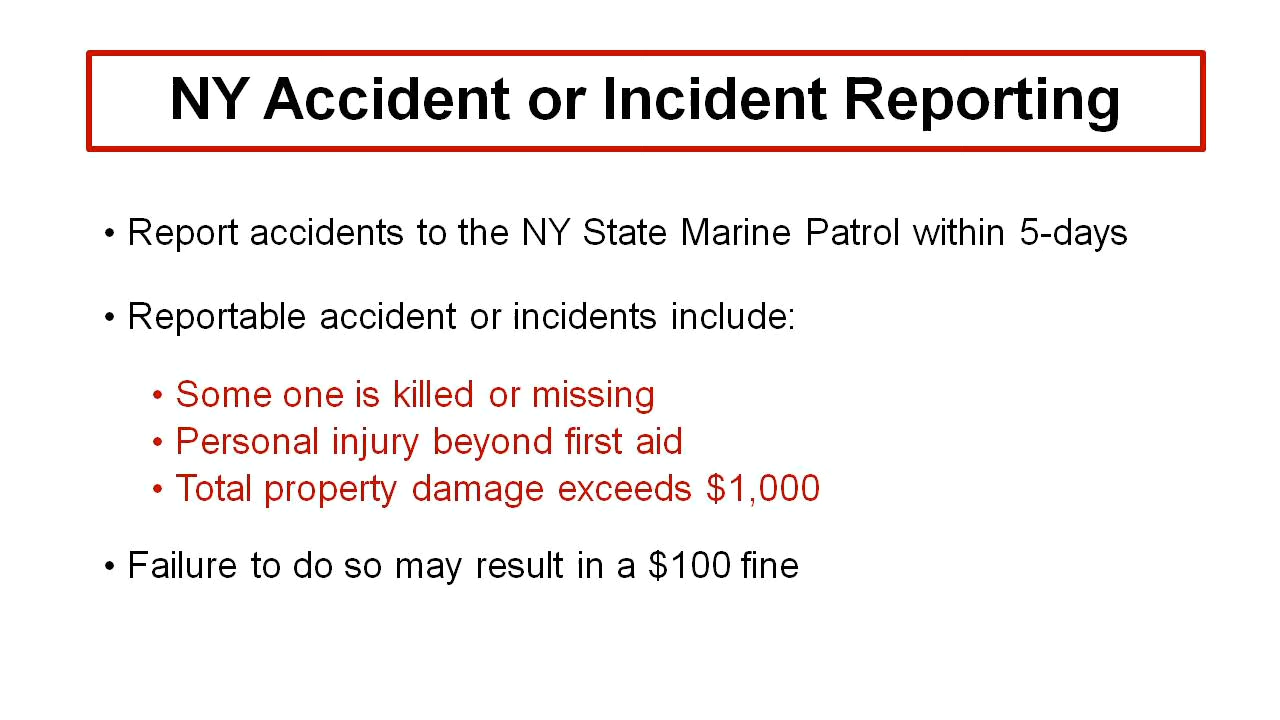 NY Accident or Incident Reporting
• Report accidents to the NY State Marine Patrol within 5-days
• Reportable accident or incidents include:
• Some one is killed or missing
• Personal injury beyond first aid
• Total property damage exceeds $1,000
• Failure to do so may result in a $100 fine